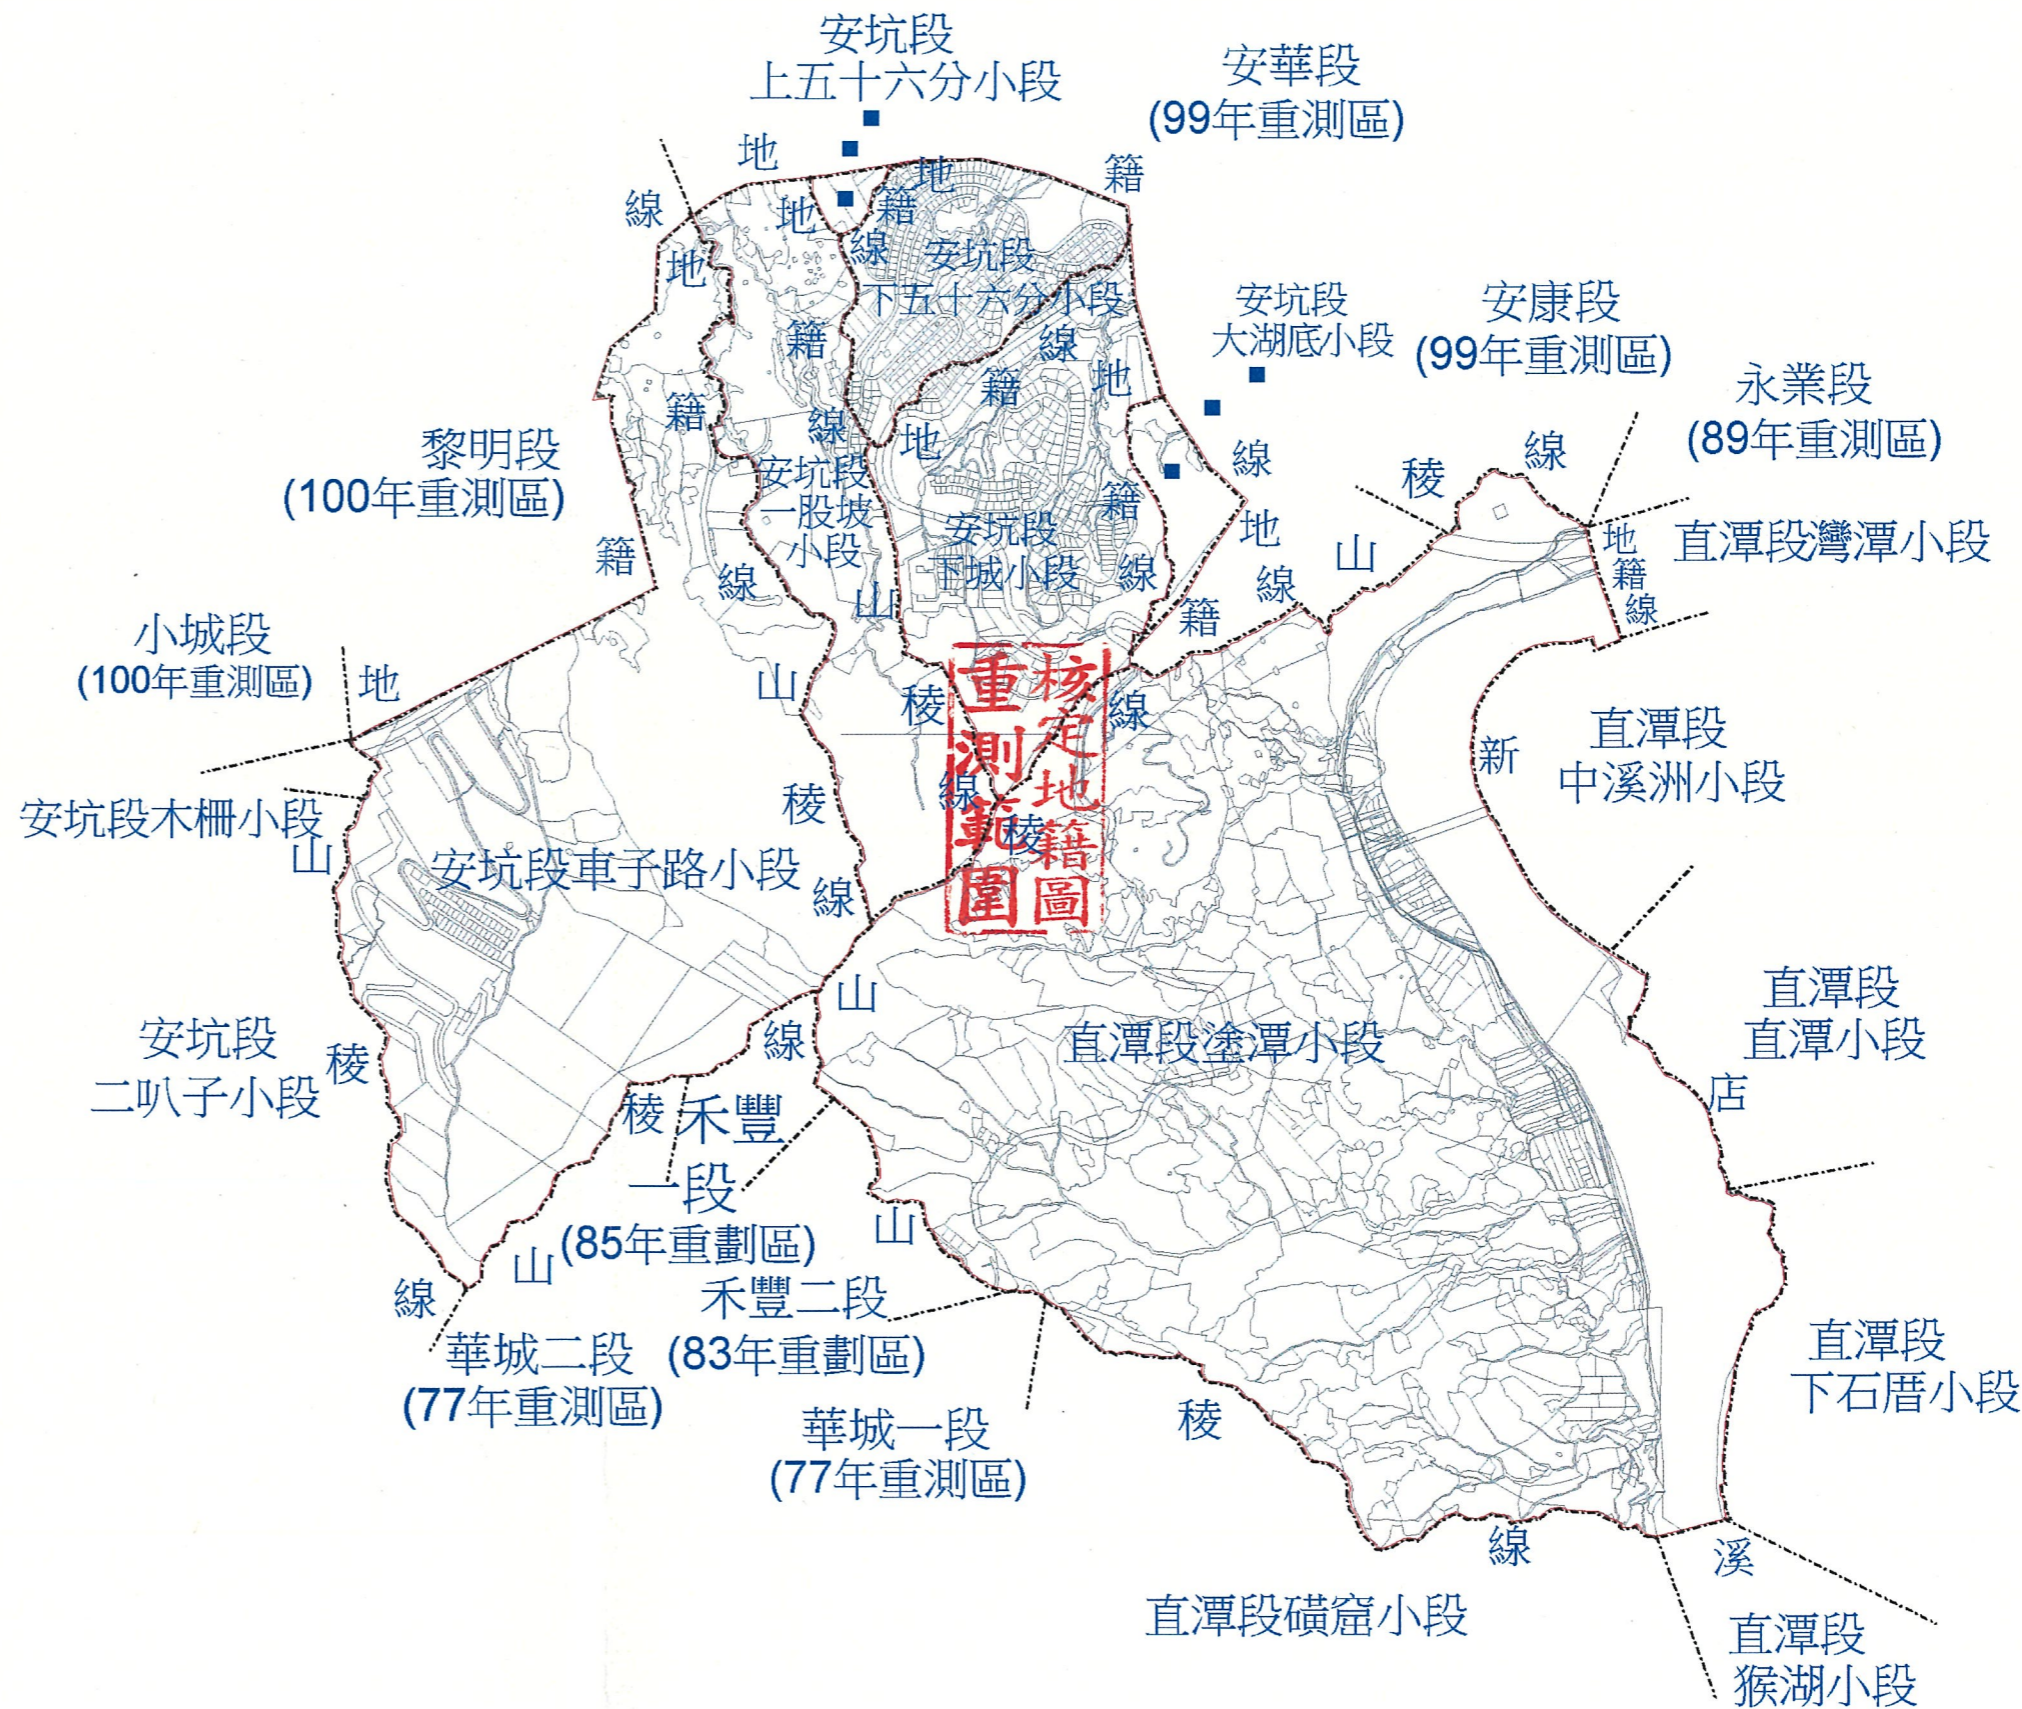 安坑段
上五十六分小段
安華段
(99年重測區)
地
籍
線
地
籍
線
地
籍
線
地
籍
線
安坑段
下五十六分小段
線
籍
地
安坑段
大湖底小段
安康段
(99年重測區)
永業段
(89年重測區)
黎明段
(100年重測區)
籍
地
小城段
(100年重測區)
安坑段
一股坡
小段
安坑段
下城小段
地
籍
線
線
地
籍
線
山
稜
線
地
籍
線
直潭段灣潭小段
山
稜
線
山
稜
線
線
稜
山
核定地籍圖
重測範圍
直潭段
中溪洲小段
新
店
溪
安坑段木柵小段
山
稜
線
安坑段車子路小段
安坑段
二叭子小段
線
稜
山
直潭段塗潭小段
直潭段
直潭小段
禾豐
一段
(85年重劃區)
山
稜
線
禾豐二段
(83年重劃區)
華城二段
(77年重測區)
華城一段
(77年重測區)
直潭段
下石厝小段
直潭段磺窟小段
直潭段
猴湖小段